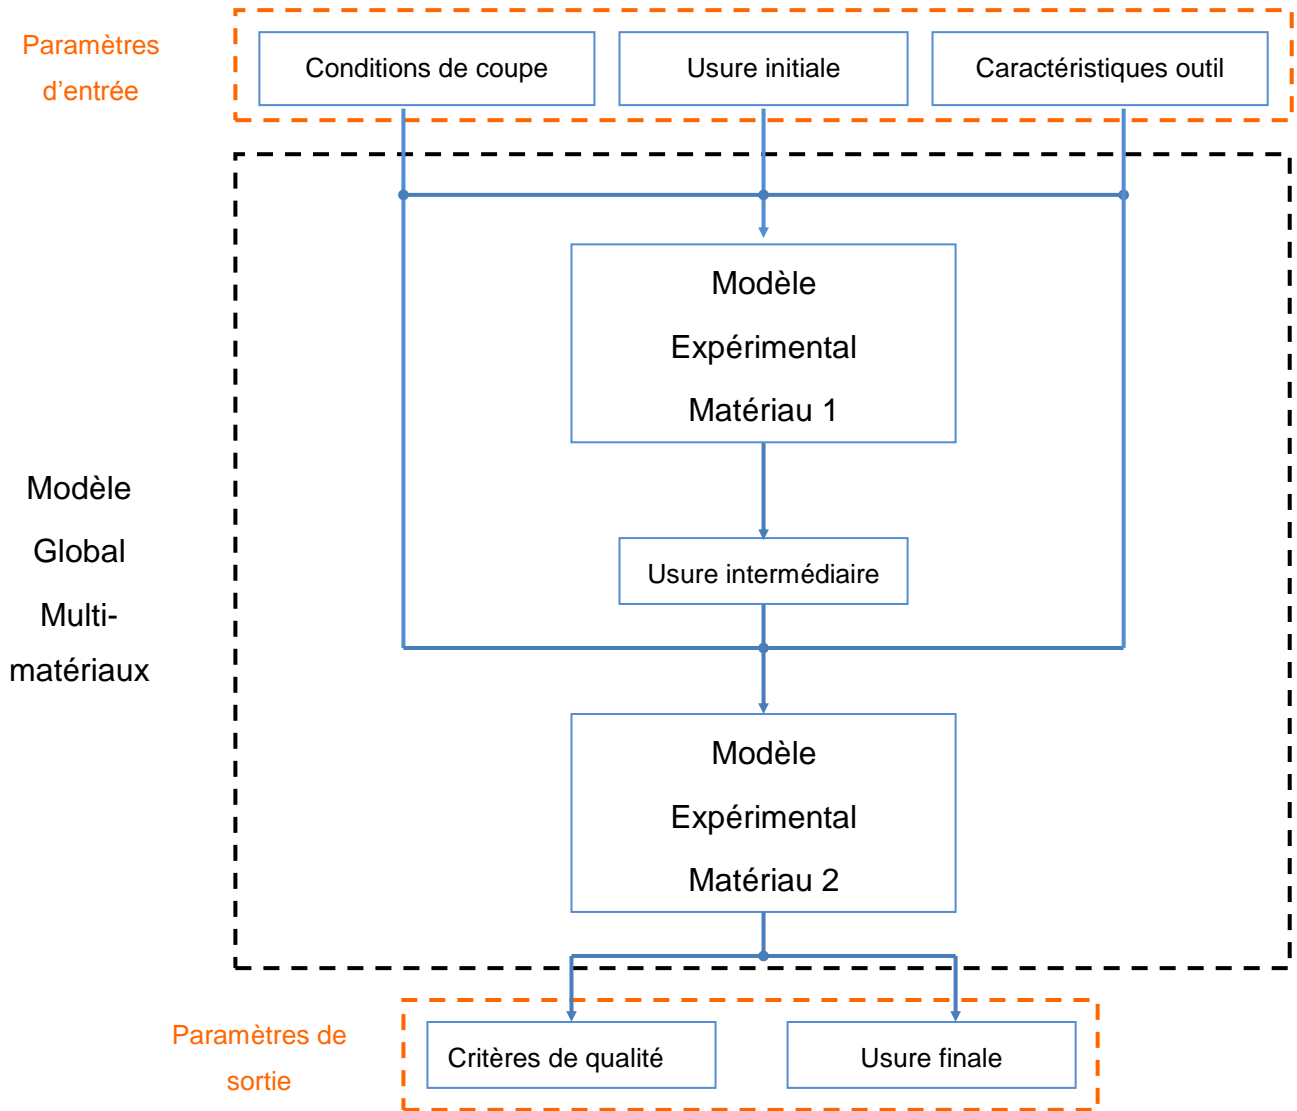 Paramètres
d’entrée
Conditions de coupe
Usure initiale
Caractéristiques outil
Modèle
Expérimental
Matériau 1
Modèle
Global
Multi-
matériaux
Usure intermédiaire
Modèle
Expérimental
Matériau 2
Paramètres de
sortie
Critères de qualité
Usure finale